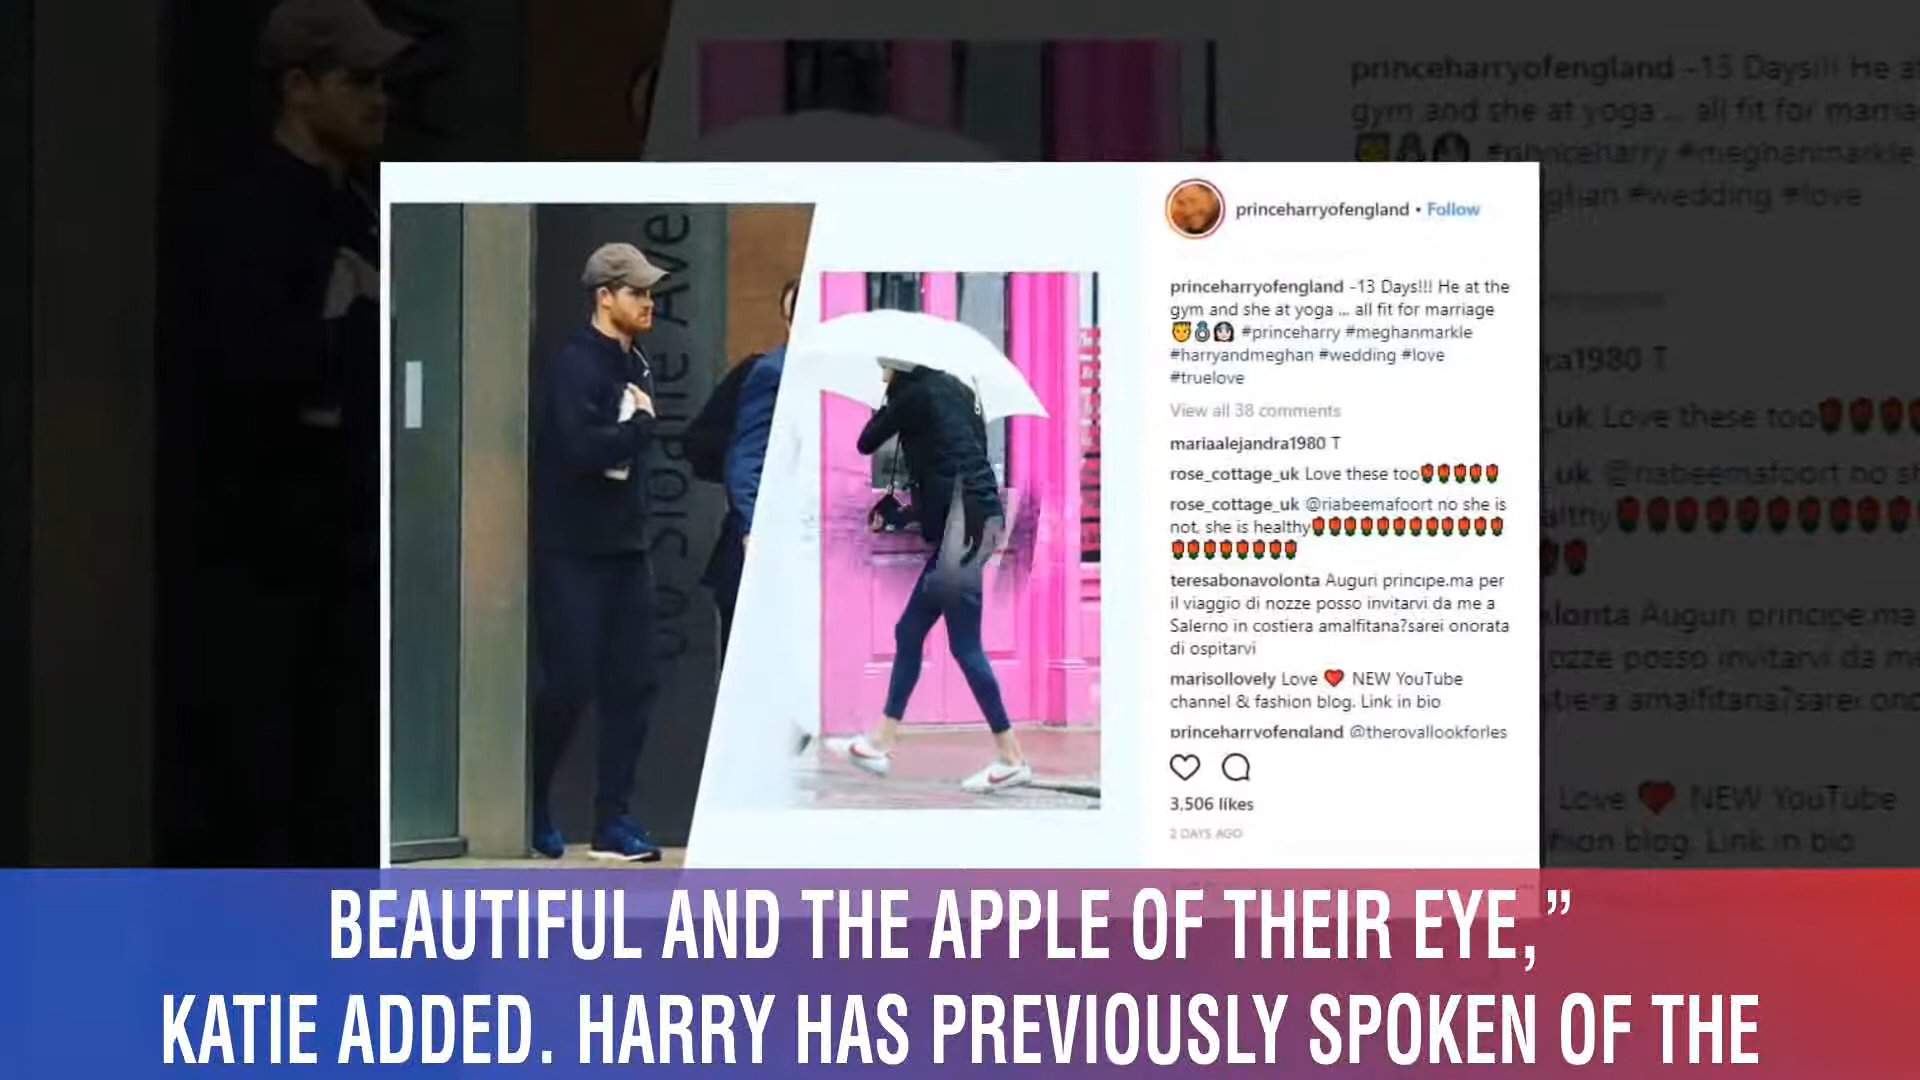 princeharryofengland • Follow
princeharryofengland -13 Days!!! He at the
gym and she at yoga ... all fit for marriage
#princeharry #meghanmarkle
#harryandmeghan #wedding #love
#truelove
View all 38 comments
mariaalejandra1980 T
rose_cottage_uk Love these too🌹🌹🌹🌹🌹
rose_cottage_uk @riabeemafoort no she is
not, she is healthy🌹🌹🌹🌹🌹🌹🌹🌹🌹🌹🌹🌹
🌹🌹🌹🌹🌹🌹🌹🌹
teresabonavolonta Auguri principe.ma per
il viaggio di nozze posso invitarvi da me a
Salerno in costiera amalfitana?sarei onorata
di ospitarvi
marisollovely Love ❤ NEW YouTube
channel & fashion blog. Link in bio
princeharryofengland @theroyallookforles
3,506 likes
2 DAYS AGO
Sloane Ave
BEAUTIFUL AND THE APPLE OF THEIR EYE,”
KATIE ADDED. HARRY HAS PREVIOUSLY SPOKEN OF THE